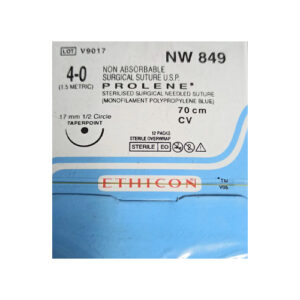 LOT V9017
NW 849
4-0
(1.5 METRIC)
NON ABSORBABLE
SURGICAL SUTURE U.S.P.
PROLENE*
STERILISED SURGICAL NEEDLED SUTURE
(MONOFILAMENT POLYPROPYLENE BLUE)
70 cm
CV
17 mm 1/2 Circle
TAPERPOINT
12 PACKS
STERILE OVERWRAP
STERILE EO
ETHICON
TM